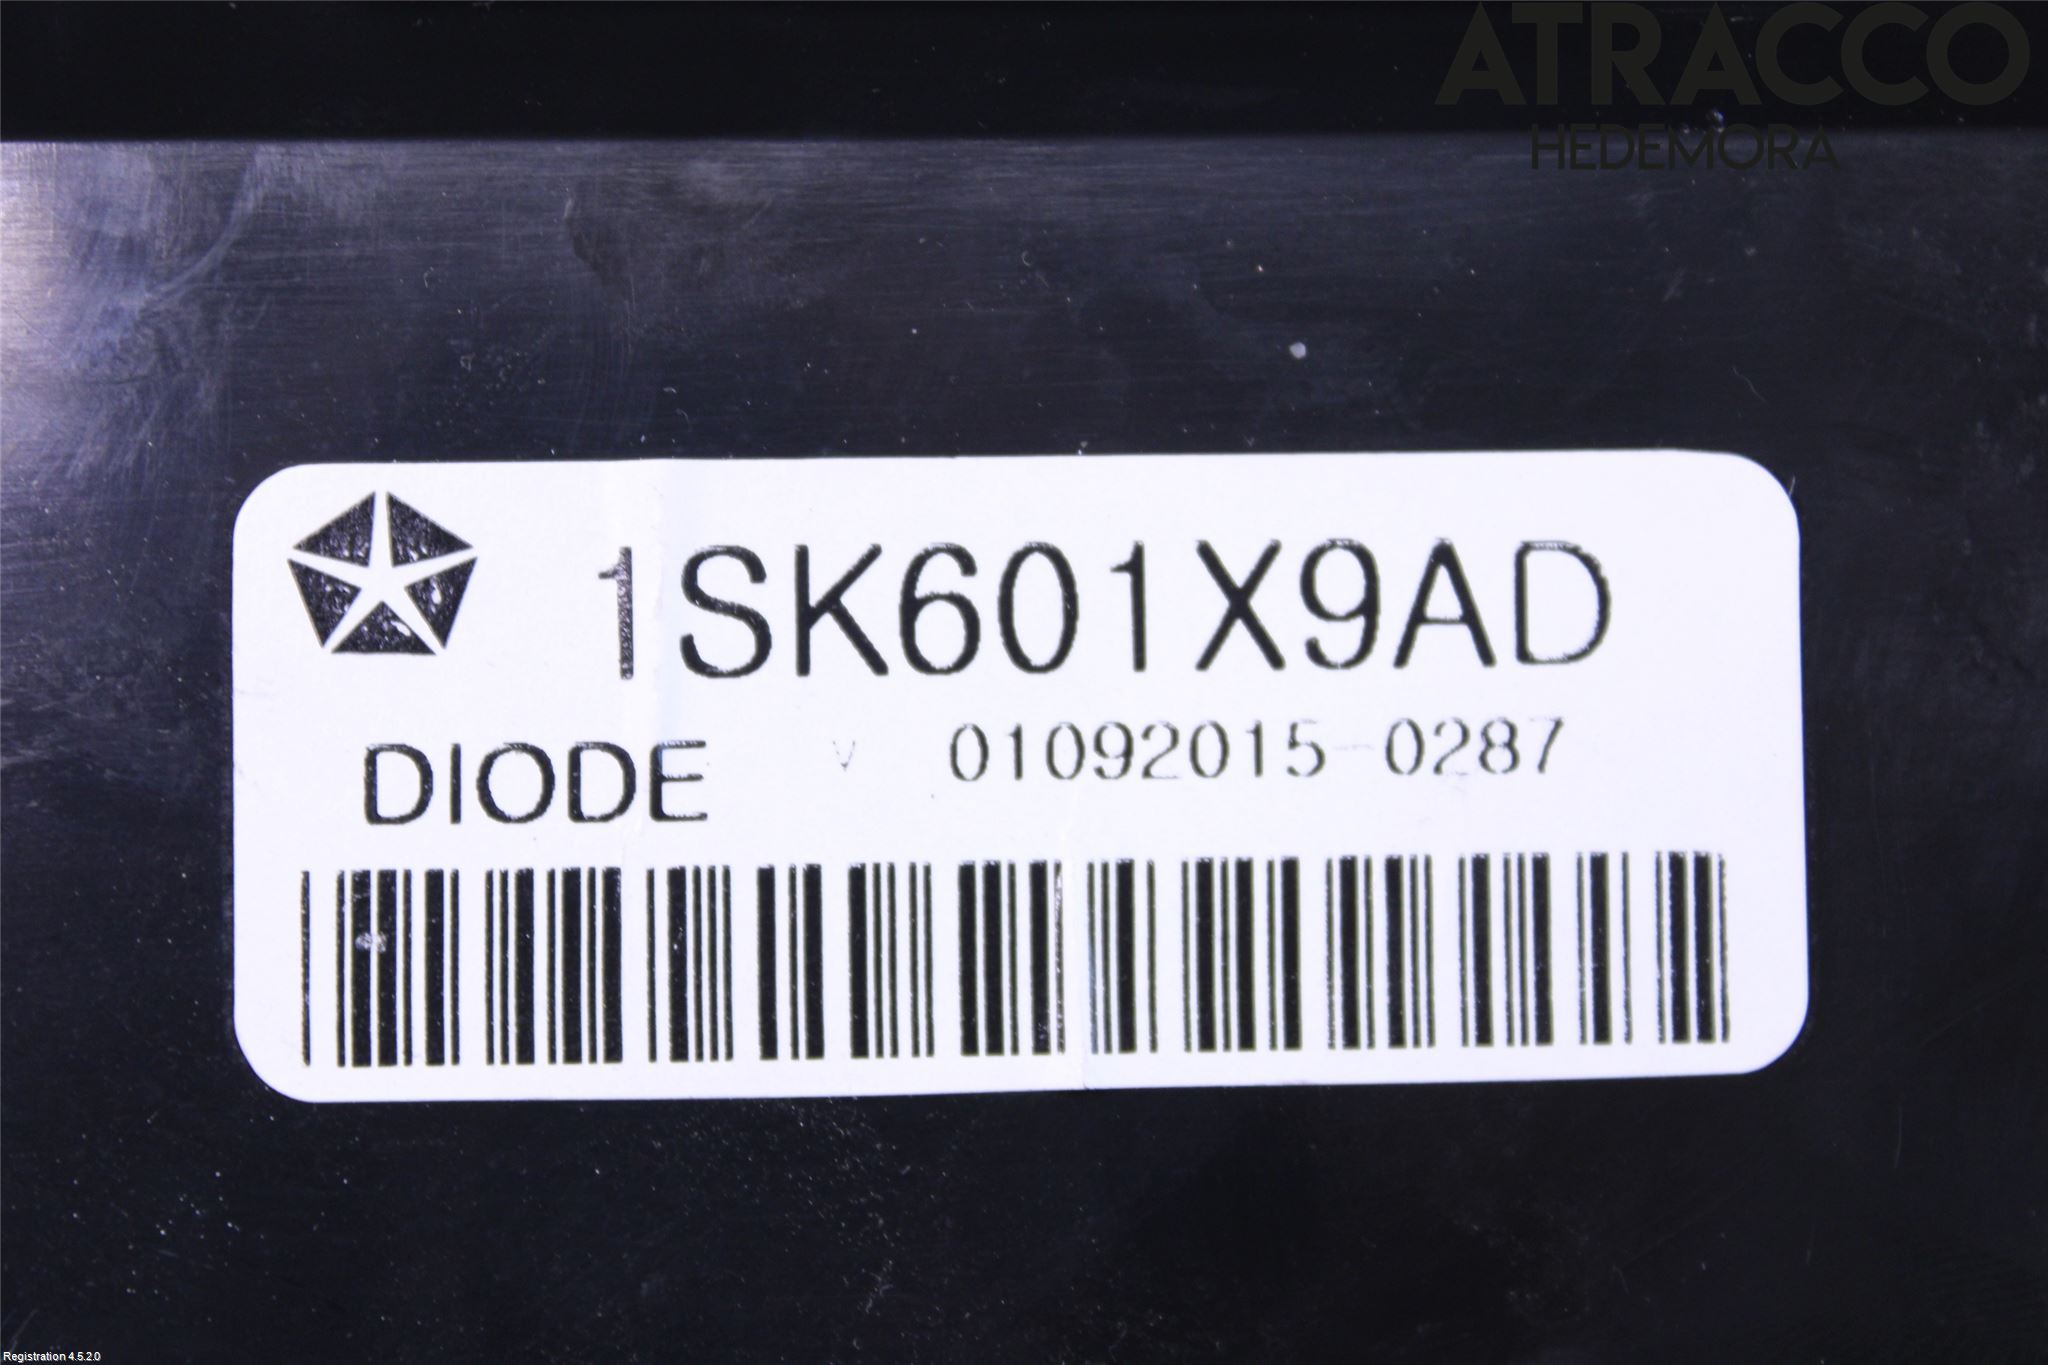 ATRACCO
HEDEMORA
1SK601X9AD
DIODE V 01092015-0287
Registration 4.5.2.0